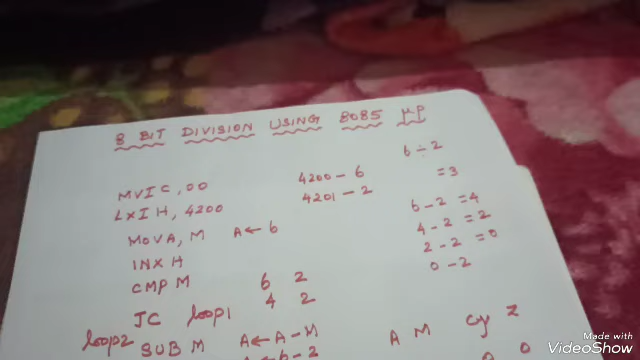 8 BIT DIVISION USING 8085 µP
6 ÷ 2
MVI C, 00 4200 - 6 = 3
LXI H, 4200 4201 - 2
MOV A, M A ← 6 6 - 2 = 4
INX H 4 - 2 = 2
CMP M 6 2 2 - 2 = 0
4 2 0 - 2
JC loop1
loop2 SUB M A ← A - M A M Cy Z
Made with
VideoShow